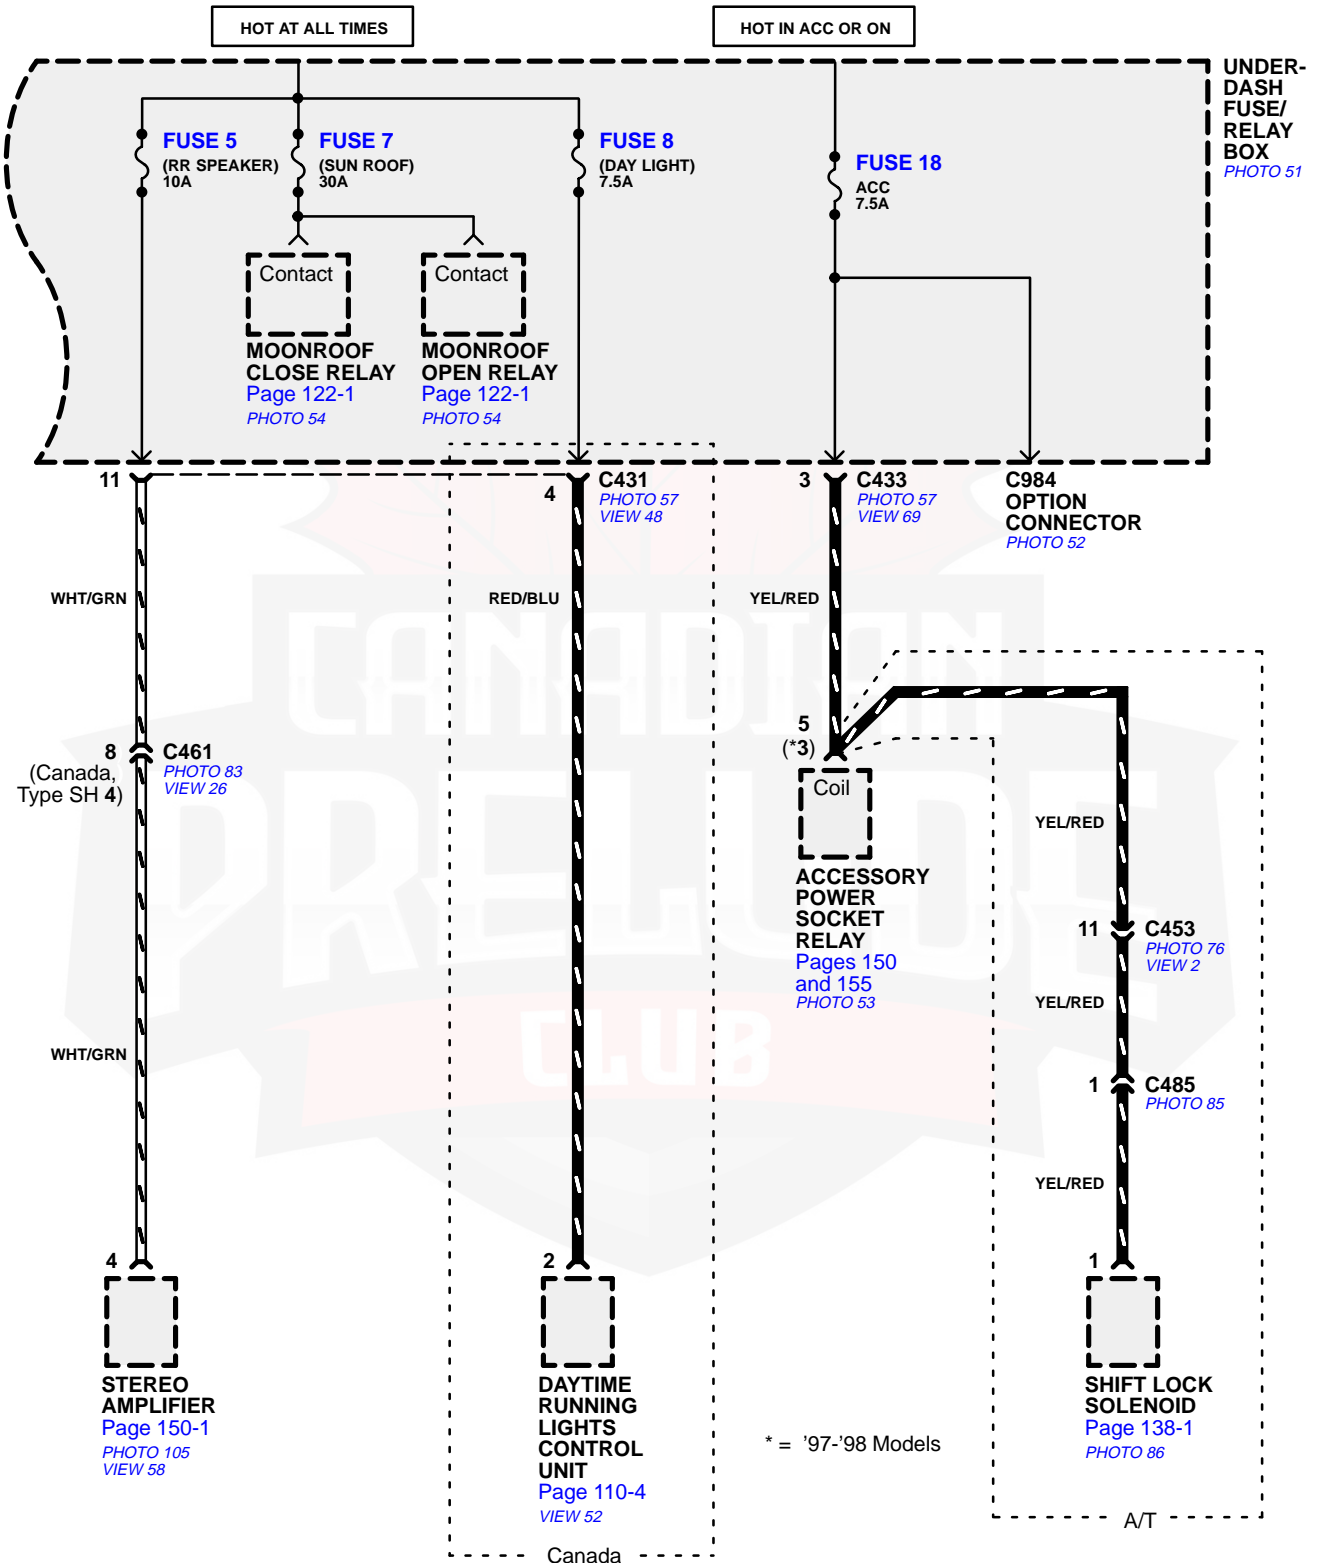 HOT AT ALL TIMES
HOT IN ACC OR ON
UNDER-
DASH
FUSE/
RELAY
BOX
PHOTO 51
FUSE 5
(RR SPEAKER)
10A
FUSE 7
(SUN ROOF)
30A
FUSE 8
(DAY LIGHT)
7.5A
FUSE 18
ACC
7.5A
Contact
MOONROOF
CLOSE RELAY
Page 122-1
PHOTO 54
Contact
MOONROOF
OPEN RELAY
Page 122-1
PHOTO 54
11
4
C431
PHOTO 57
VIEW 48
3
C433
PHOTO 57
VIEW 69
C984
OPTION
CONNECTOR
PHOTO 52
WHT/GRN
RED/BLU
YEL/RED
CANADIAN
PRELUDE
CLUB
8
(Canada,
Type SH 4)
C461
PHOTO 83
VIEW 26
5
(*3)
Coil
ACCESSORY
POWER
SOCKET
RELAY
Pages 150
and 155
PHOTO 53
YEL/RED
11
C453
PHOTO 76
VIEW 2
YEL/RED
WHT/GRN
1
C485
PHOTO 85
YEL/RED
4
STEREO
AMPLIFIER
Page 150-1
PHOTO 105
VIEW 58
2
DAYTIME
RUNNING
LIGHTS
CONTROL
UNIT
Page 110-4
VIEW 52
1
SHIFT LOCK
SOLENOID
Page 138-1
PHOTO 86
* = '97-'98 Models
A/T
Canada